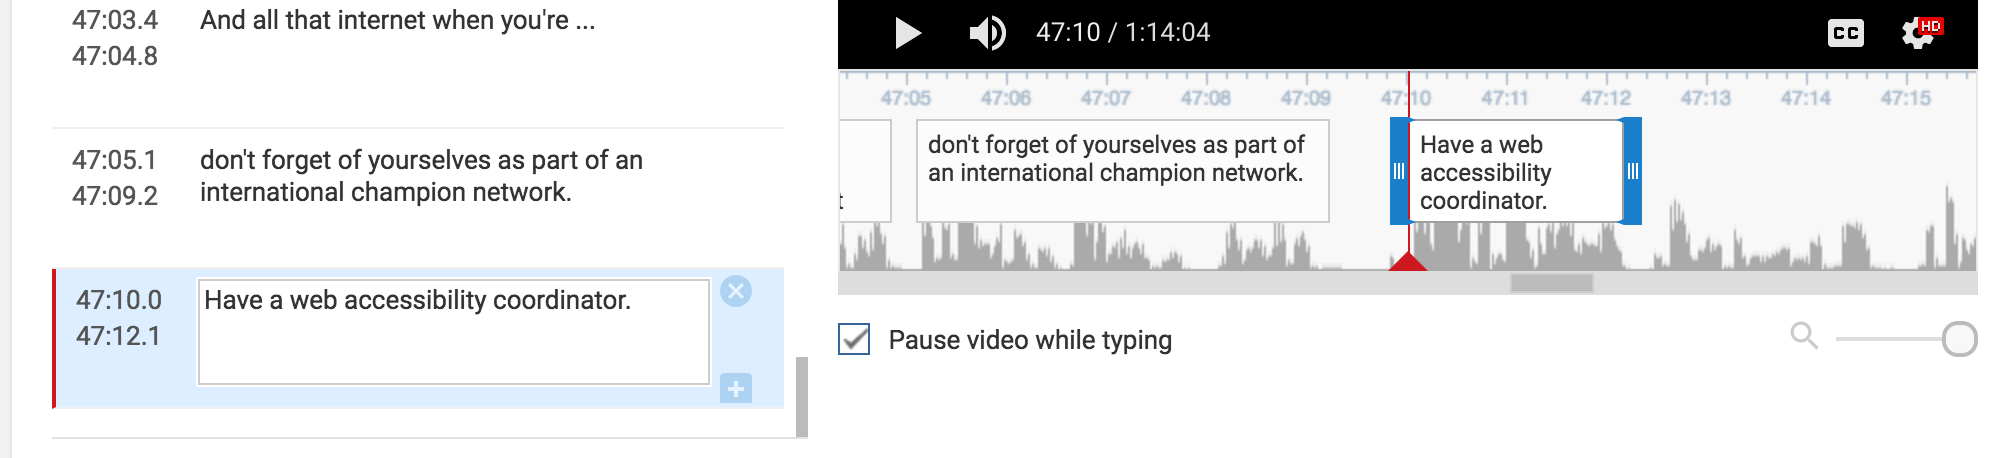 47:03.4 And all that internet when you're ...
47:04.8
47:05.1 don't forget of yourselves as part of an
47:09.2 international champion network.
47:10.0 Have a web accessibility coordinator.
47:12.1
47:10 / 1:14:04 CC HD
47:05 47:06 47:07 47:08 47:09 47:10 47:11 47:12 47:13 47:14 47:15
don't forget of yourselves as part of
an international champion network.
Have a web
accessibility
coordinator.
Pause video while typing